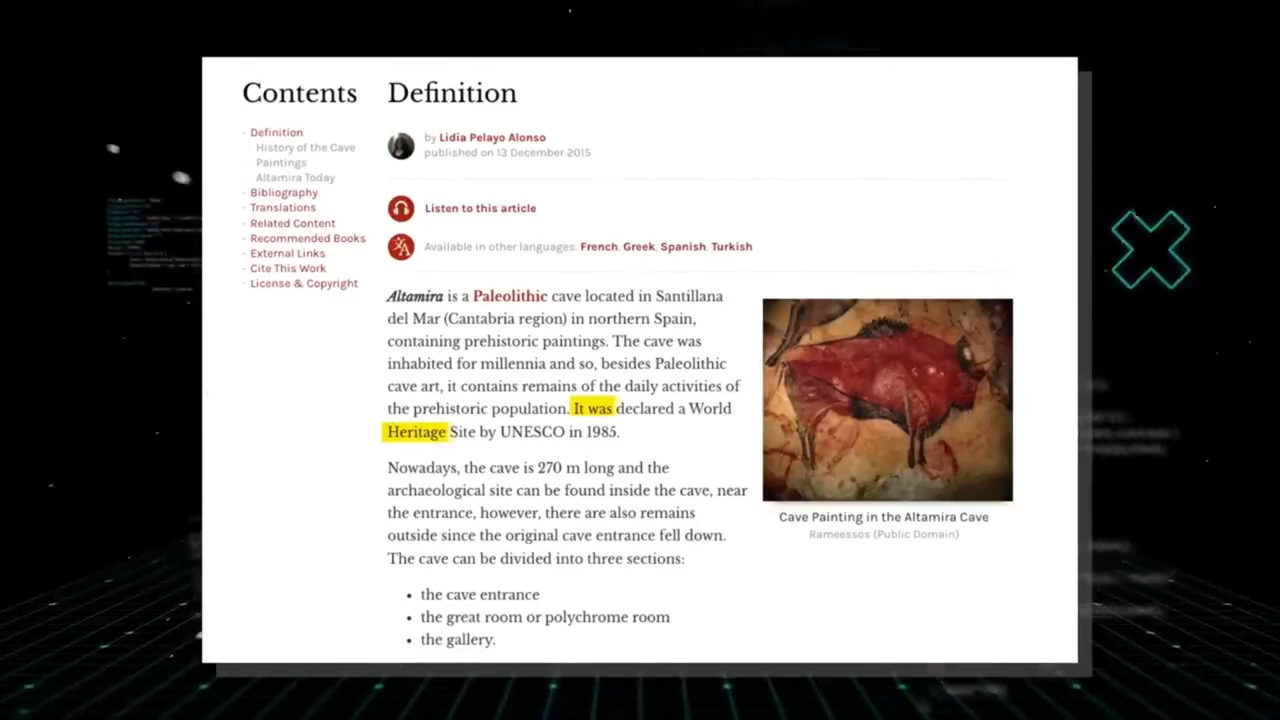 Contents
- Definition
History of the Cave
Paintings
Altamira Today
- Bibliography
- Translations
- Related Content
- Recommended Books
- External Links
- Cite This Work
- License & Copyright
Definition
by Lidia Pelayo Alonso
published on 13 December 2015
Listen to this article
Available in other languages: French, Greek, Spanish, Turkish
Altamira is a Paleolithic cave located in Santillana
del Mar (Cantabria region) in northern Spain,
containing prehistoric paintings. The cave was
inhabited for millennia and so, besides Paleolithic
cave art, it contains remains of the daily activities of
the prehistoric population. It was declared a World
Heritage Site by UNESCO in 1985.
Nowadays, the cave is 270 m long and the
archaeological site can be found inside the cave, near
the entrance, however, there are also remains
outside since the original cave entrance fell down.
The cave can be divided into three sections:
• the cave entrance
• the great room or polychrome room
• the gallery.
Cave Painting in the Altamira Cave
Rameessos (Public Domain)